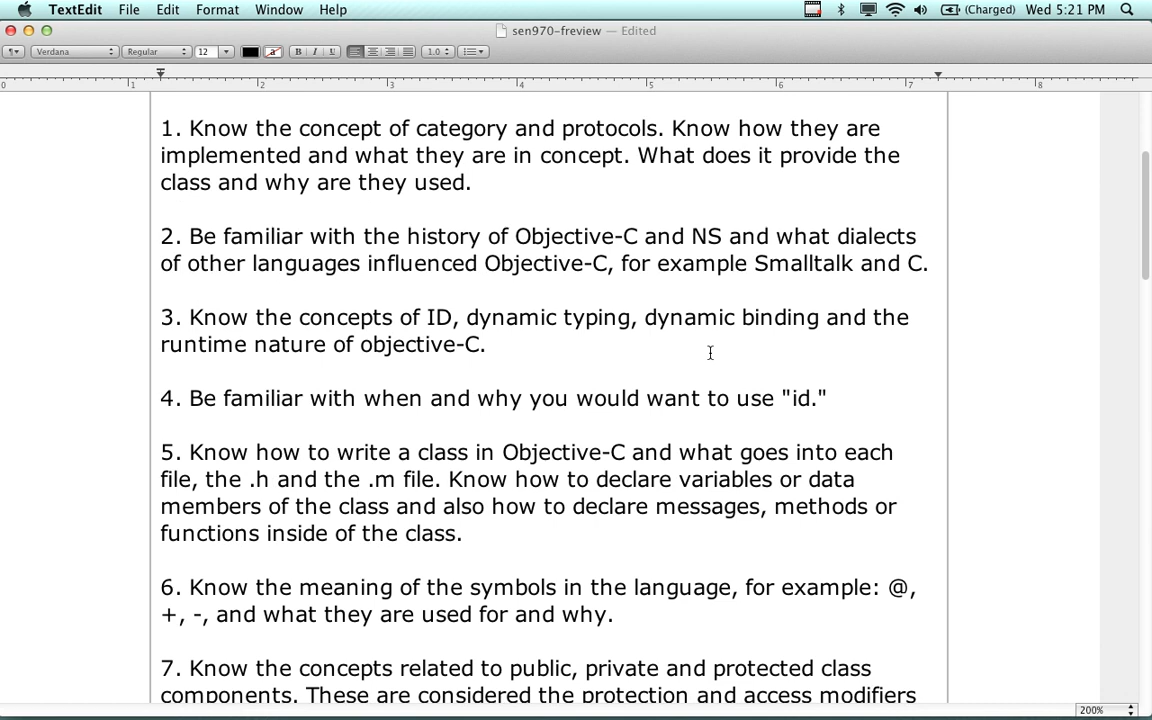 TextEdit File Edit Format Window Help (Charged) Wed 5:21 PM
sen970-freview — Edited
¶ Verdana Regular 12 a B I U 1.0
0 1 2 3 4 5 6 7 8
1. Know the concept of category and protocols. Know how they are
implemented and what they are in concept. What does it provide the
class and why are they used.
2. Be familiar with the history of Objective-C and NS and what dialects
of other languages influenced Objective-C, for example Smalltalk and C.
3. Know the concepts of ID, dynamic typing, dynamic binding and the
runtime nature of objective-C.
4. Be familiar with when and why you would want to use "id."
5. Know how to write a class in Objective-C and what goes into each
file, the .h and the .m file. Know how to declare variables or data
members of the class and also how to declare messages, methods or
functions inside of the class.
6. Know the meaning of the symbols in the language, for example: @,
+, -, and what they are used for and why.
7. Know the concepts related to public, private and protected class
components. These are considered the protection and access modifiers
200%